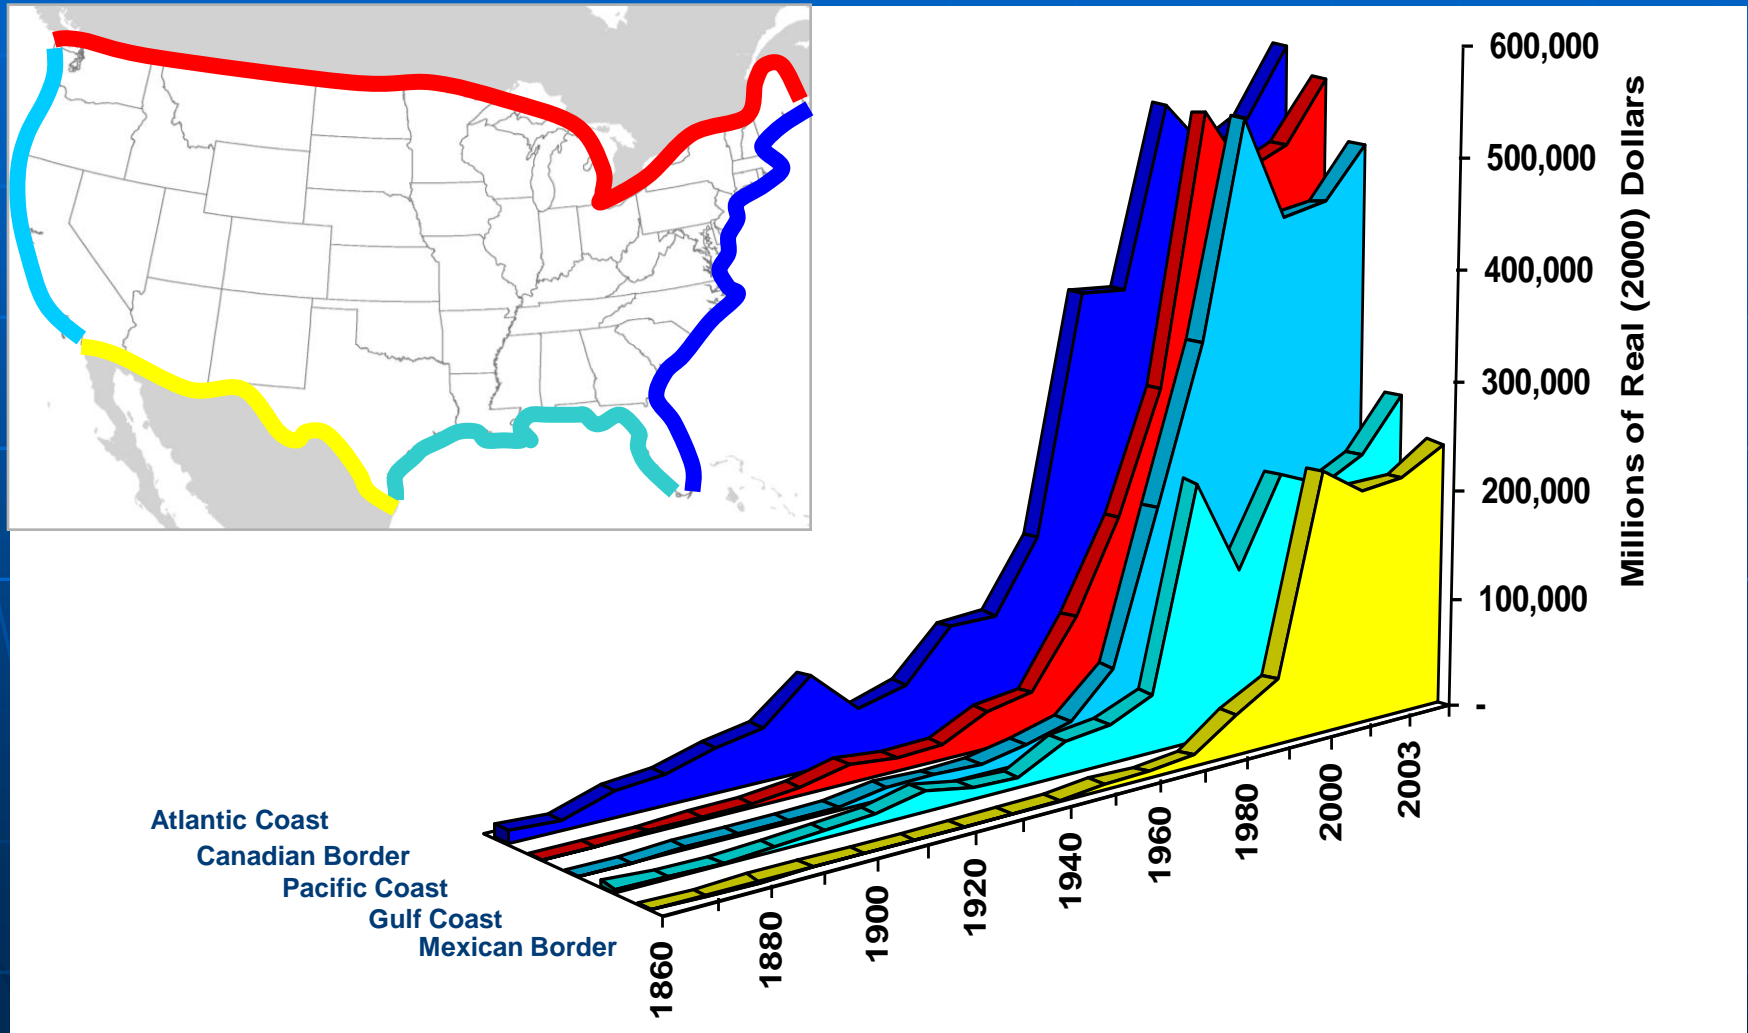 600,000
500,000
400,000
300,000
200,000
100,000
-
Millions of Real (2000) Dollars
Atlantic Coast
Canadian Border
Pacific Coast
Gulf Coast
Mexican Border
1860
1880
1900
1920
1940
1960
1980
2000
2003